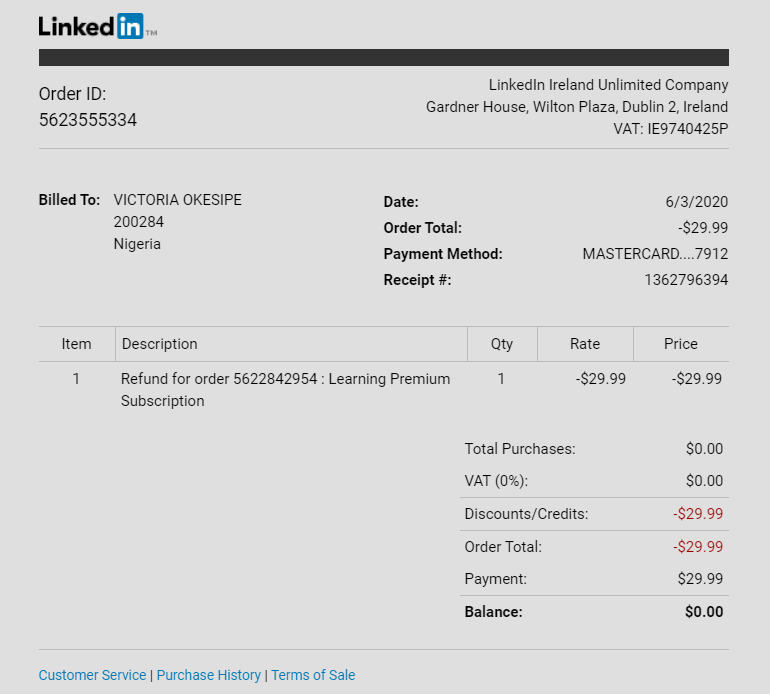 Linked in TM
Order ID:
5623555334
LinkedIn Ireland Unlimited Company
Gardner House, Wilton Plaza, Dublin 2, Ireland
VAT: IE9740425P
Billed To: VICTORIA OKESIPE
200284
Nigeria
Date: 6/3/2020
Order Total: -$29.99
Payment Method: MASTERCARD....7912
Receipt #: 1362796394
Item Description Qty Rate Price
1 Refund for order 5622842954 : Learning Premium 1 -$29.99 -$29.99
Subscription
Total Purchases: $0.00
VAT (0%): $0.00
Discounts/Credits: -$29.99
Order Total: -$29.99
Payment: $29.99
Balance: $0.00
Customer Service | Purchase History | Terms of Sale